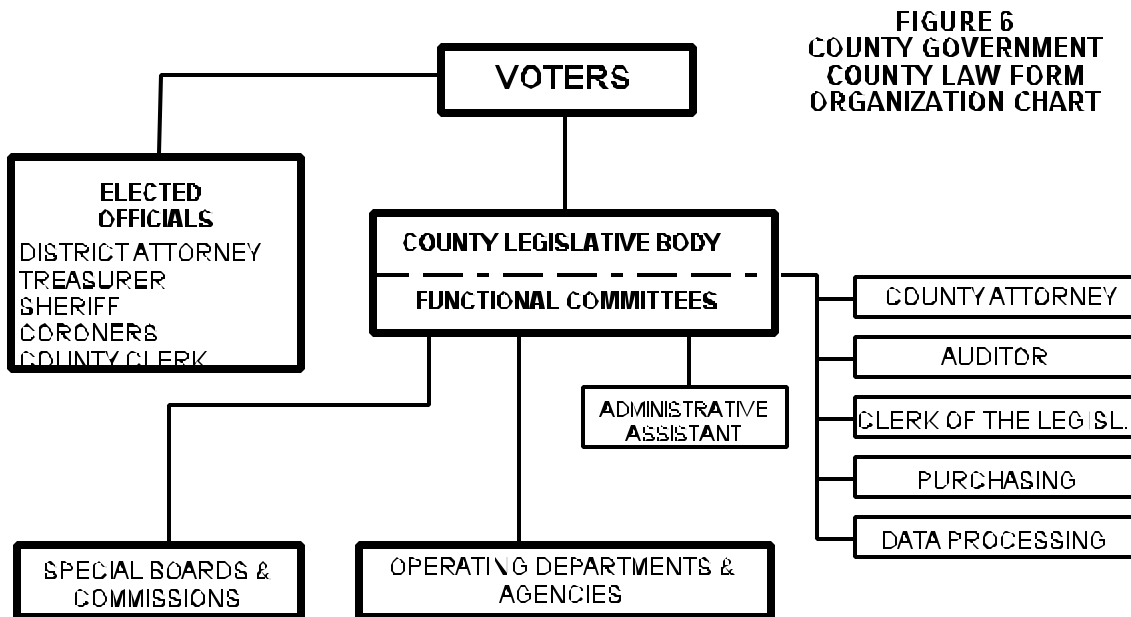 FIGURE 6
COUNTY GOVERNMENT
COUNTY LAW FORM
ORGANIZATION CHART
VOTERS
ELECTED
OFFICIALS
DISTRICT ATTORNEY
TREASURER
SHERIFF
CORONERS
COUNTY CLERK
COUNTY LEGISLATIVE BODY
FUNCTIONAL COMMITTEES
COUNTY ATTORNEY
AUDITOR
CLERK OF THE LEGISL.
PURCHASING
DATA PROCESSING
ADMINISTRATIVE
ASSISTANT
SPECIAL BOARDS &
COMMISSIONS
OPERATING DEPARTMENTS &
AGENCIES